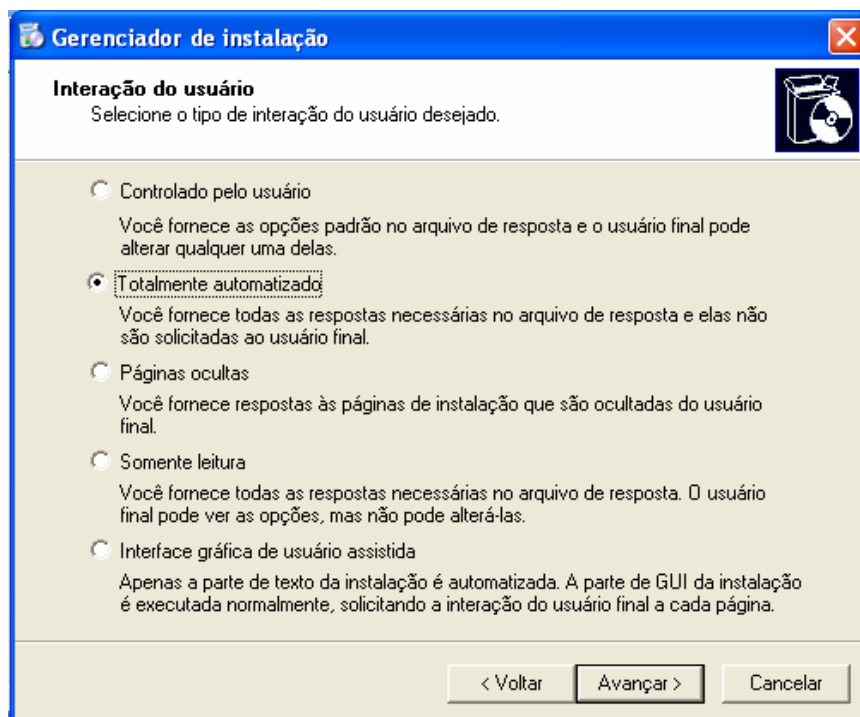 Gerenciador de instalação
Interação do usuário
Selecione o tipo de interação do usuário desejado.
Controlado pelo usuário
Você fornece as opções padrão no arquivo de resposta e o usuário final pode
alterar qualquer uma delas.
Totalmente automatizado
Você fornece todas as respostas necessárias no arquivo de resposta e elas não
são solicitadas ao usuário final.
Páginas ocultas
Você fornece respostas às páginas de instalação que são ocultadas do usuário
final.
Somente leitura
Você fornece todas as respostas necessárias no arquivo de resposta. O usuário
final pode ver as opções, mas não pode alterá-las.
Interface gráfica de usuário assistida
Apenas a parte de texto da instalação é automatizada. A parte de GUI da instalação
é executada normalmente, solicitando a interação do usuário final a cada página.
< Voltar Avançar > Cancelar